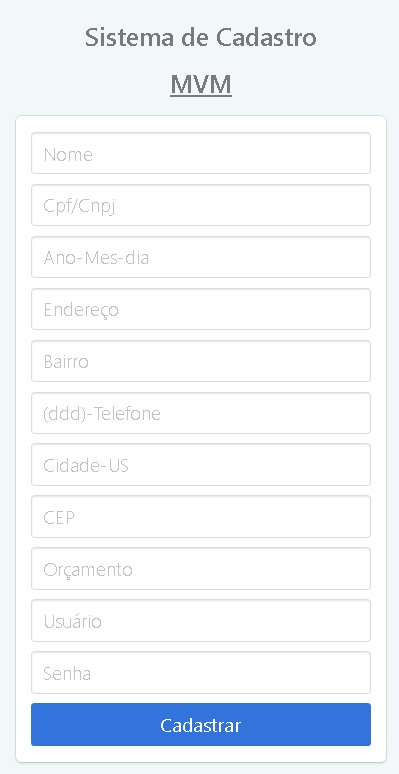 Sistema de Cadastro
MVM
Nome
Cpf/Cnpj
Ano-Mes-dia
Endereço
Bairro
(ddd)-Telefone
Cidade-US
CEP
Orçamento
Usuário
Senha
Cadastrar